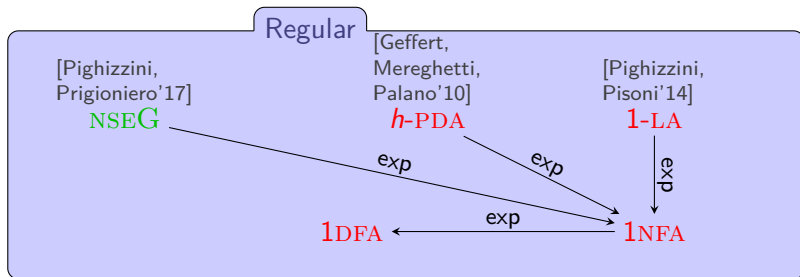 Regular
[Pighizzini,
Prigioniero'17]
NSEG
[Geffert,
Mereghetti,
Palano'10]
h-PDA
[Pighizzini,
Pisoni'14]
1-LA
exp
exp
exp
1DFA
exp
1NFA